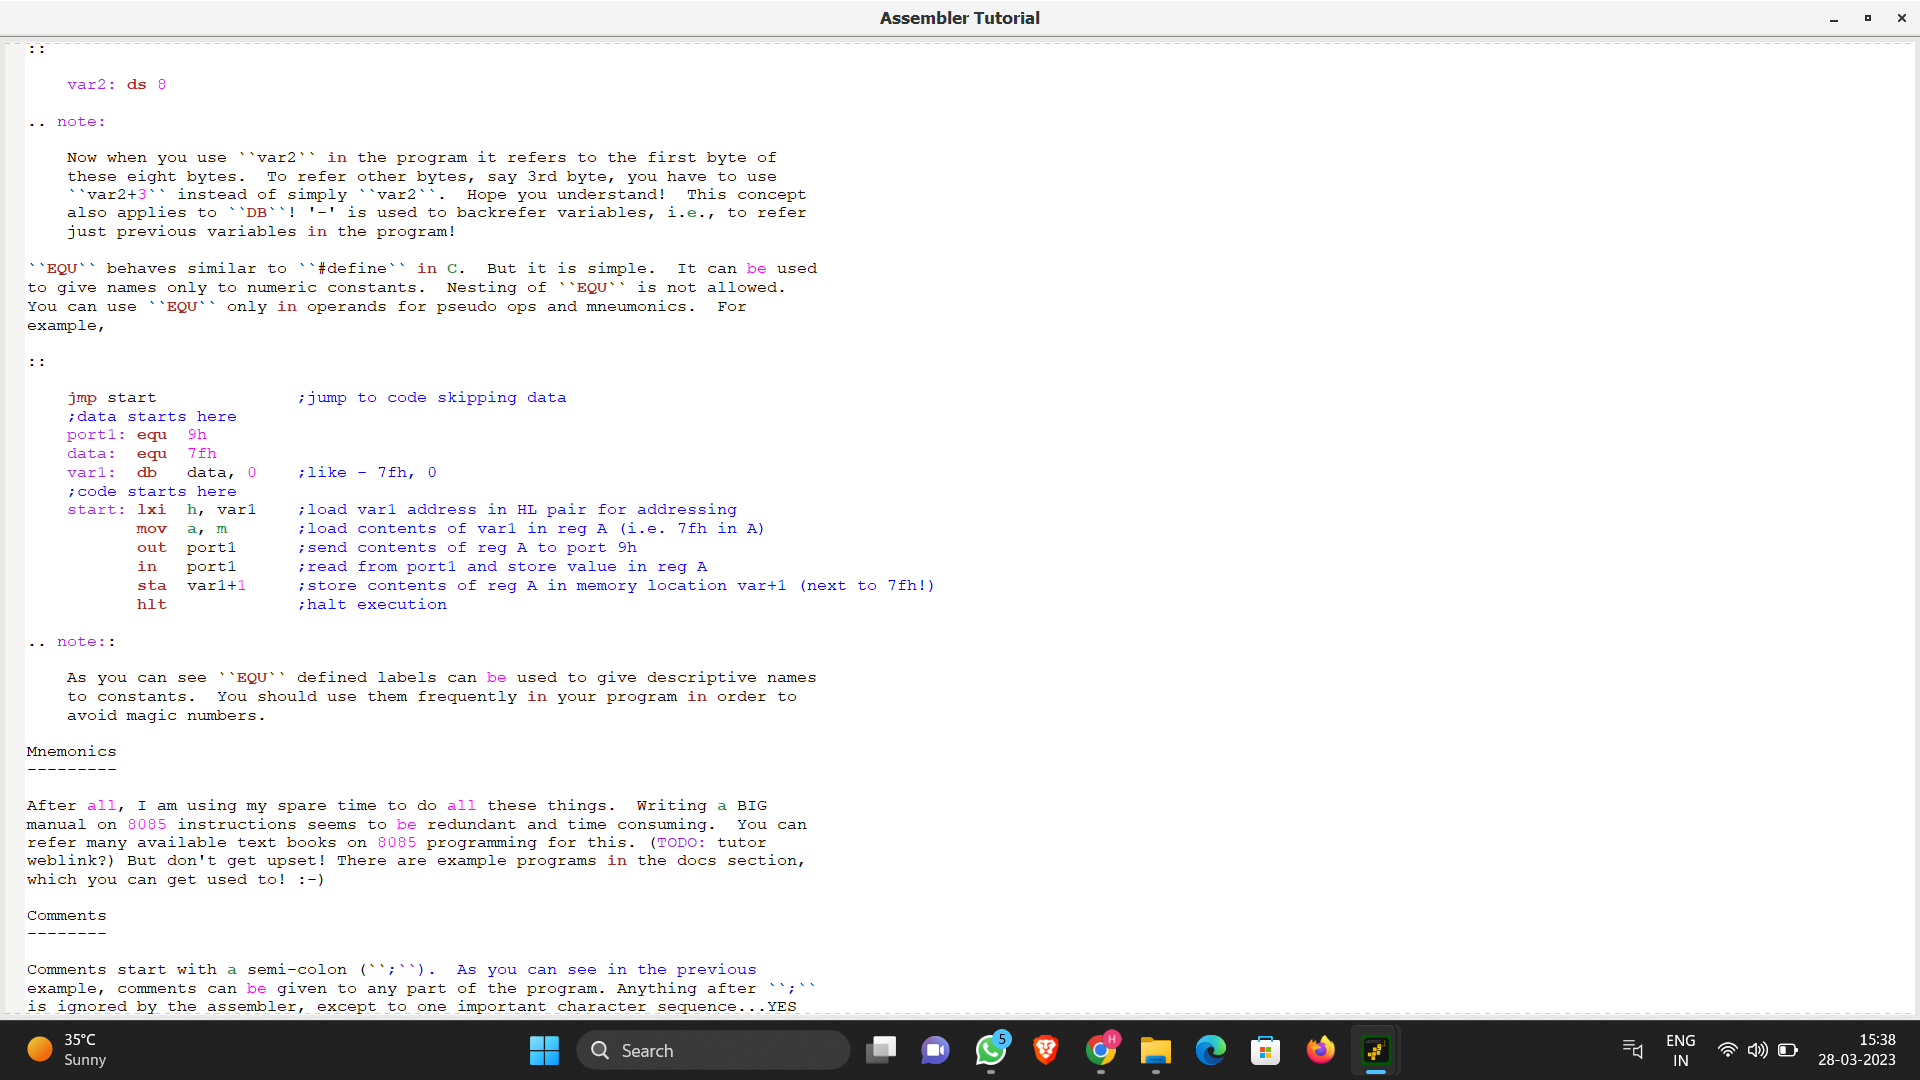 Assembler Tutorial
::
var2: ds 8
.. note:
Now when you use ``var2`` in the program it refers to the first byte of
these eight bytes.  To refer other bytes, say 3rd byte, you have to use
``var2+3`` instead of simply ``var2``.  Hope you understand!  This concept
also applies to ``DB``! '-' is used to backrefer variables, i.e., to refer
just previous variables in the program!
``EQU`` behaves similar to ``#define`` in C.  But it is simple.  It can be used
to give names only to numeric constants.  Nesting of ``EQU`` is not allowed.
You can use ``EQU`` only in operands for pseudo ops and mneumonics.  For
example,
::
jmp start              ;jump to code skipping data
;data starts here
port1: equ  9h
data:  equ  7fh
var1:  db   data, 0    ;like - 7fh, 0
;code starts here
start: lxi  h, var1    ;load var1 address in HL pair for addressing
mov  a, m       ;load contents of var1 in reg A (i.e. 7fh in A)
out  port1      ;send contents of reg A to port 9h
in   port1      ;read from port1 and store value in reg A
sta  var1+1     ;store contents of reg A in memory location var+1 (next to 7fh!)
hlt             ;halt execution
.. note::
As you can see ``EQU`` defined labels can be used to give descriptive names
to constants.  You should use them frequently in your program in order to
avoid magic numbers.
Mnemonics
---------
After all, I am using my spare time to do all these things.  Writing a BIG
manual on 8085 instructions seems to be redundant and time consuming.  You can
refer many available text books on 8085 programming for this. (TODO: tutor
weblink?) But don't get upset! There are example programs in the docs section,
which you can get used to! :-)
Comments
--------
Comments start with a semi-colon (``;``).  As you can see in the previous
example, comments can be given to any part of the program. Anything after ``;``
is ignored by the assembler, except to one important character sequence...YES
35°C
Sunny
Search
5
H
ENG
IN
15:38
28-03-2023